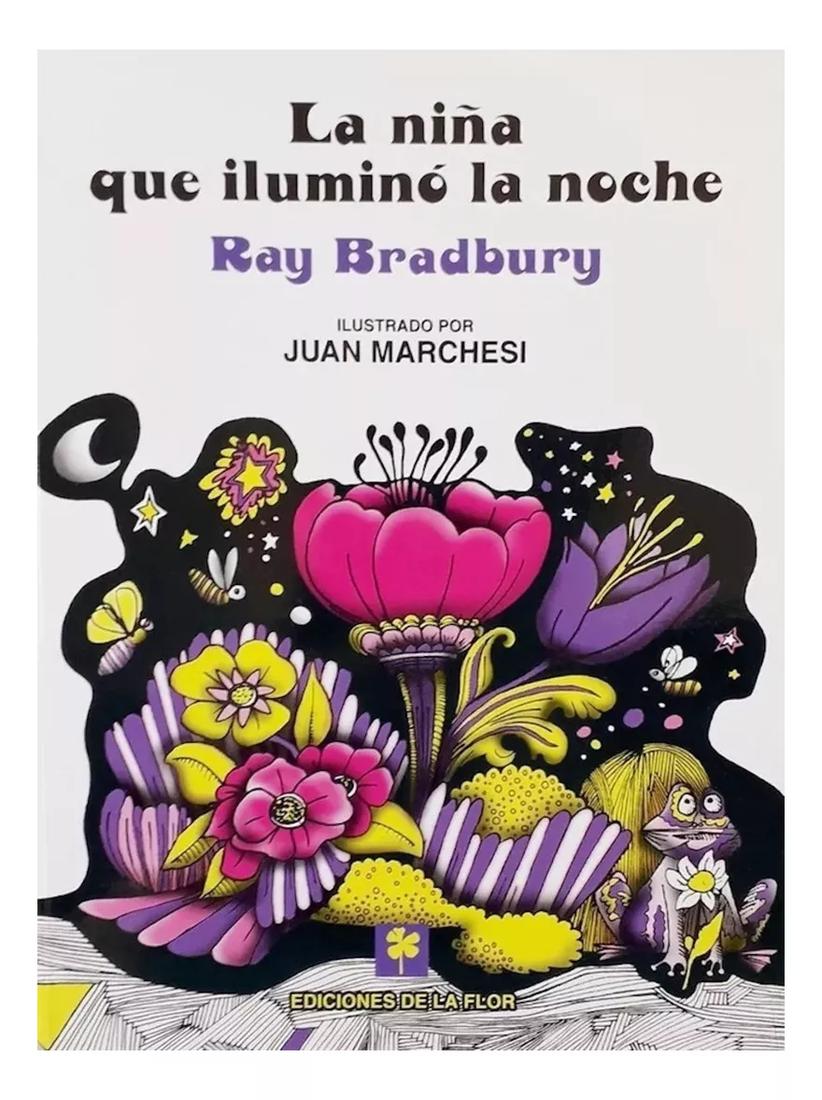 La niña
que iluminó la noche
Ray Bradbury
ILUSTRADO POR
JUAN MARCHESI
EDICIONES DE LA FLOR